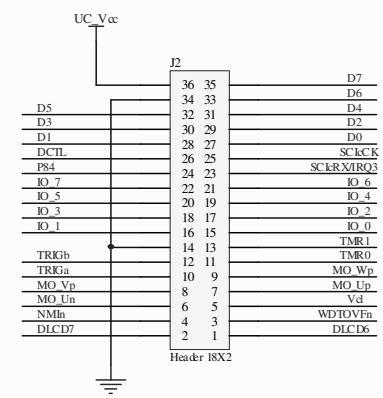 UC_Vcc
J2
36 35 D7
34 33 D6
D5 32 31 D4
D3 30 29 D2
D1 28 27 D0
DCTL 26 25 SCIcCK
P84 24 23 SCIcRX/IRQ3
IO_7 22 21 IO_6
IO_5 20 19 IO_4
IO_3 18 17 IO_2
IO_1 16 15 IO_0
14 13 TMR1
TRIGb 12 11 TMR0
TRIGa 10 9 MO_Wp
MO_Vp 8 7 MO_Up
MO_Un 6 5 Vcl
NMIn 4 3 WDTOVFn
DLCD7 2 1 DLCD6
Header 18X2